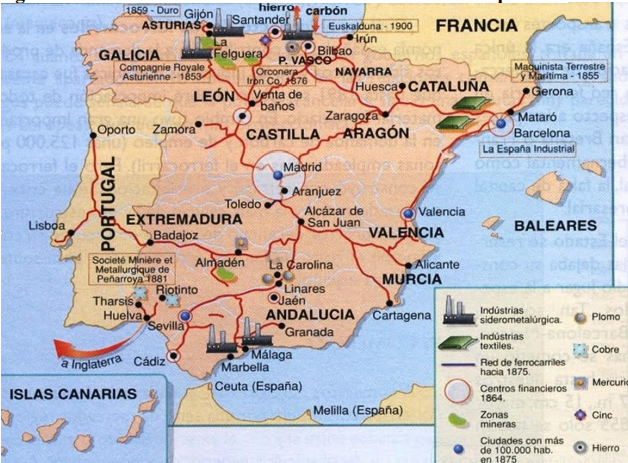 1859 - Duro
Gijón
ASTURIAS
La
Felguera
Santander
hierro
carbón
Euskalduna - 1900
Irún
Bilbao
P. VASCO
FRANCIA
GALICIA
Compagnie Royale
Asturienne - 1853
Orconera
Iron Co. 1876
NAVARRA
Huesca
CATALUÑA
Maquinista Terrestre
y Marítima - 1855
Gerona
LEÓN
Venta de
baños
Zaragoza
Mataró
Barcelona
La España Industrial
Oporto
Zamora
CASTILLA
ARAGÓN
Madrid
Aranjuez
Toledo
PORTUGAL
EXTREMADURA
Alcázar de
San Juan
Valencia
VALENCIA
BALEARES
Lisboa
Badajoz
Almadén
La Carolina
Alicante
MURCIA
Societé Minière et
Metallurgique de
Peñarroya 1881
Linares
Jaén
Cartagena
Tharsis
Riotinto
Huelva
Sevilla
ANDALUCIA
Granada
a Inglaterra
Cádiz
Málaga
Marbella
Ceuta (España)
Melilla (España)
ISLAS CANARIAS
Indústrias
siderometalúrgica.
Indústrias
textiles.
Red de ferrocarriles
hacia 1875.
Centros financieros
1864.
Zonas
mineras
Ciudades con más
de 100.000 hab.
en 1875
Plomo
Cobre
Mercurio
Cinc
Hierro